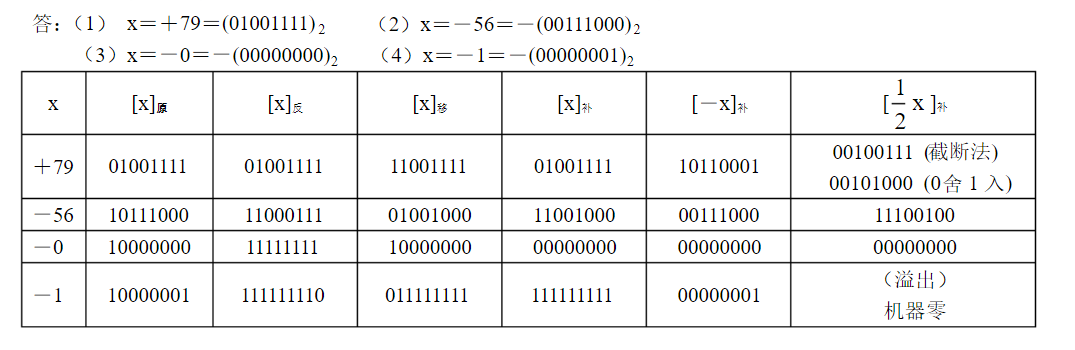 答：（1） x＝＋79＝(01001111)2 （2）x＝－56＝－(00111000)2
（3）x＝－0＝－(00000000)2 （4）x＝－1＝－(00000001)2
x [x]原 [x]反 [x]移 [x]补 [－x]补 [1/2 x]补
＋79 01001111 01001111 11001111 01001111 10110001 00100111 (截断法)
00101000 (0舍1入)
－56 10111000 11000111 01001000 11001000 00111000 11100100
－0 10000000 11111111 10000000 00000000 00000000 00000000
－1 10000001 111111110 011111111 111111111 00000001 （溢出）
机器零